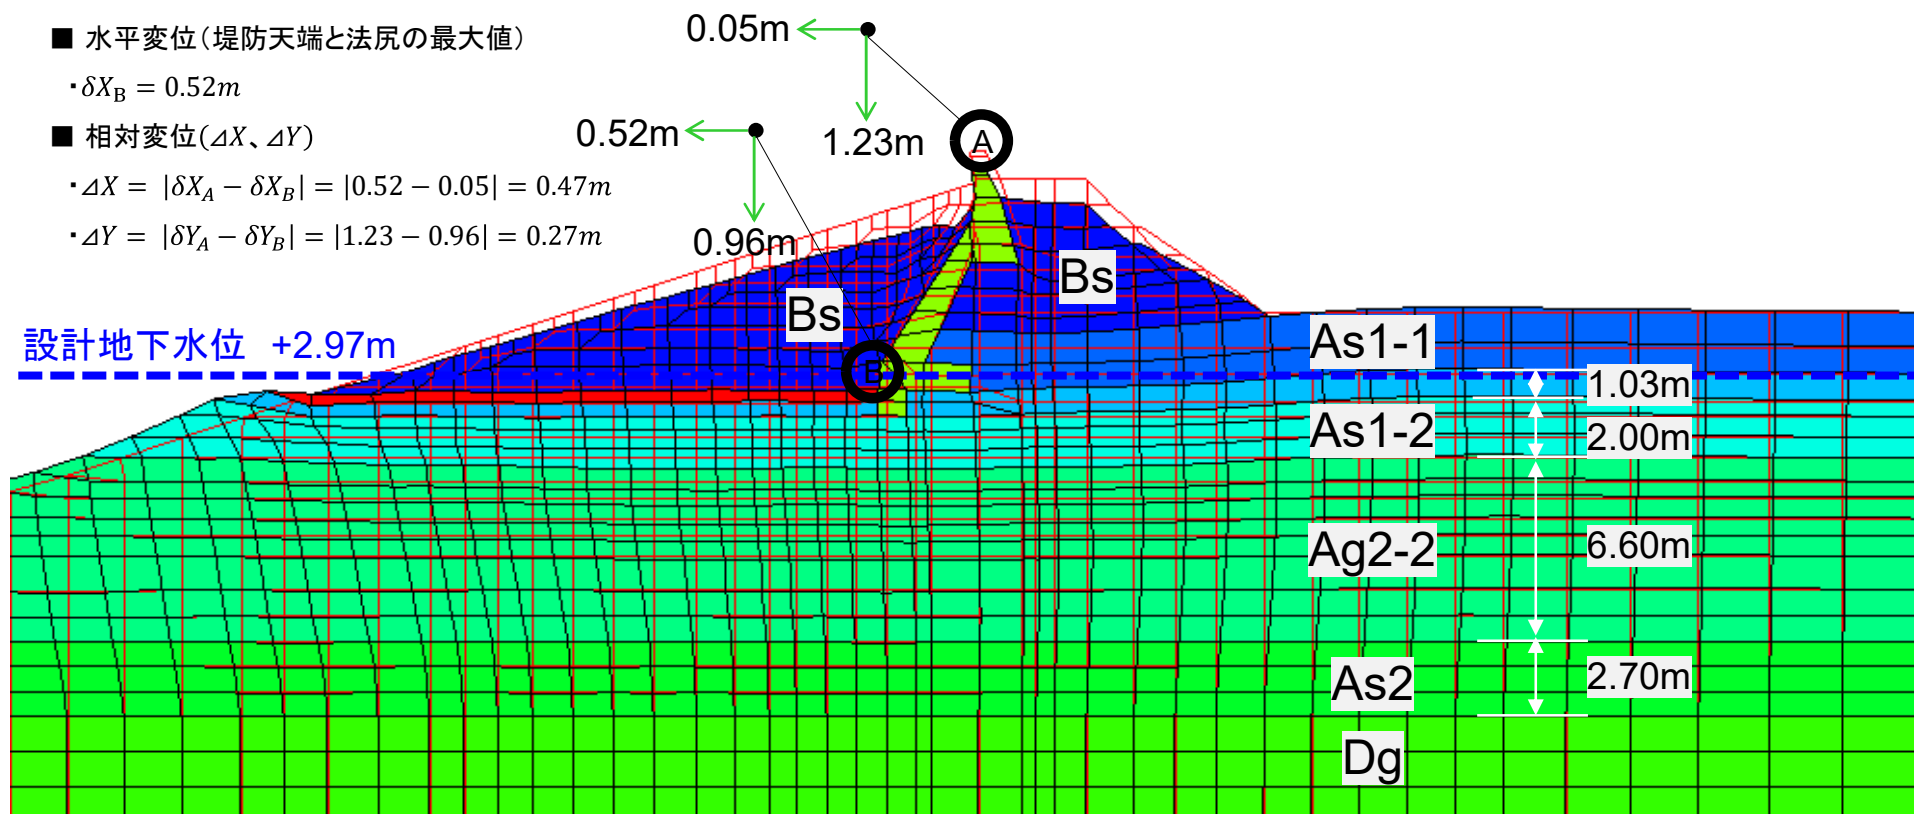 ■ 水平変位(堤防天端と法尻の最大値)
・δX_B = 0.52m
■ 相対変位(⊿X、⊿Y)
・⊿X = |δX_A − δX_B| = |0.52 − 0.05| = 0.47m
・⊿Y = |δY_A − δY_B| = |1.23 − 0.96| = 0.27m
0.05m
1.23m
0.52m
0.96m
A
Bs
Bs
B
設計地下水位 +2.97m
As1-1
1.03m
As1-2
2.00m
Ag2-2
6.60m
As2
2.70m
Dg